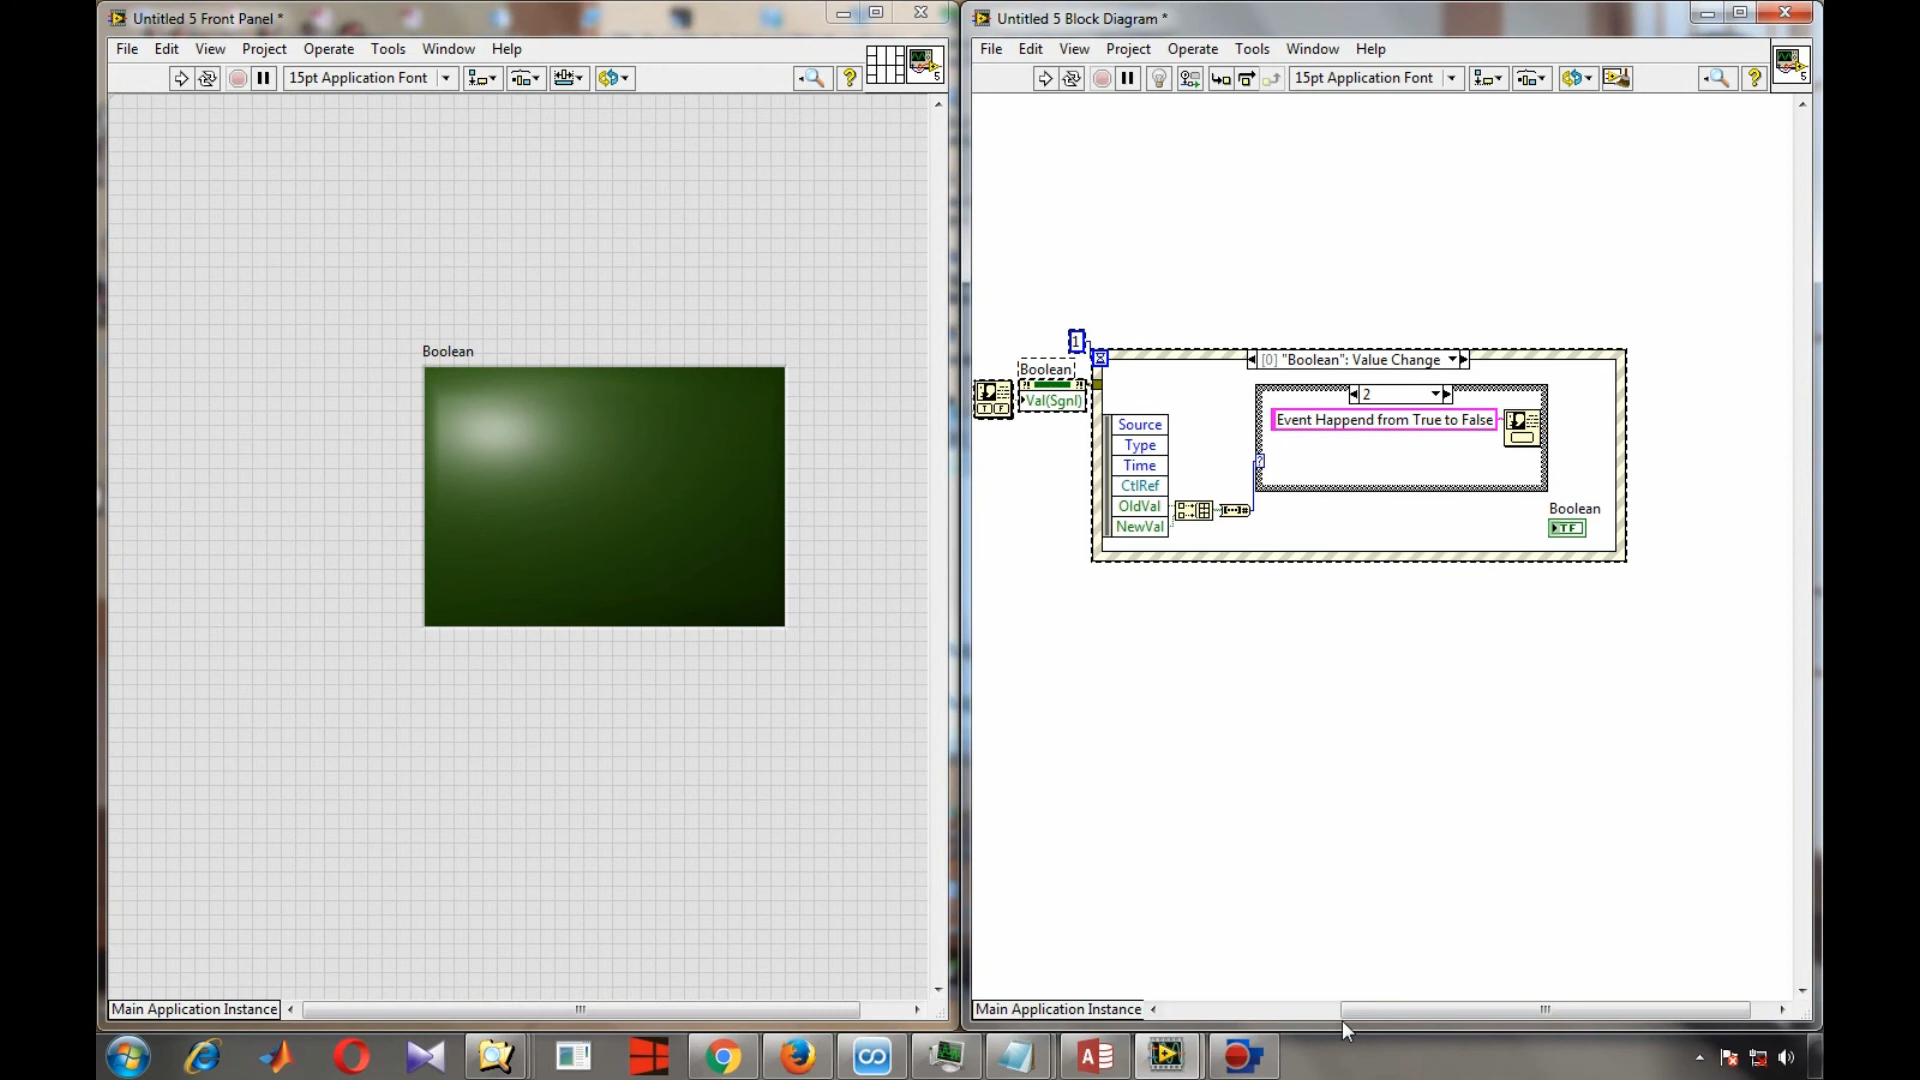 Untitled 5 Front Panel *
File Edit View Project Operate Tools Window Help
15pt Application Font
5
Boolean
Main Application Instance
Untitled 5 Block Diagram *
File Edit View Project Operate Tools Window Help
15pt Application Font
5
1
[0] "Boolean": Value Change
Boolean
Val(Sgnl)
T F
2
Event Happend from True to False
Source
Type
Time
CtlRef
OldVal
NewVal
Boolean
TF
Main Application Instance